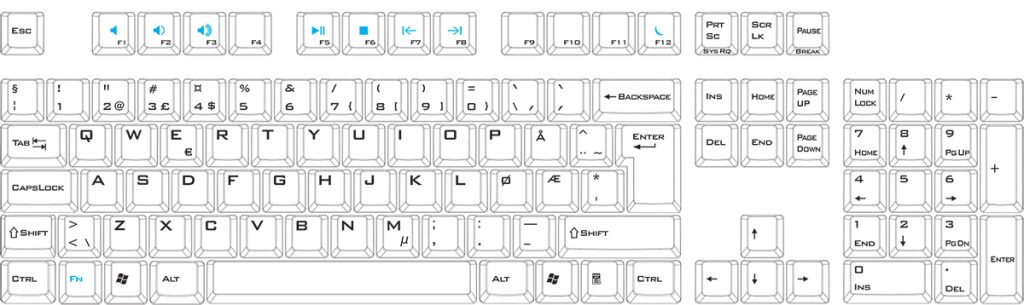 ESC F1 F2 F3 F4 F5 F6 F7 F8 F9 F10 F11 F12 PRT SC SYS RQ SCR LK PAUSE BREAK
§ ! " # ¤ % & / ( ) = ` ` ← BACKSPACE INS HOME PAGE UP NUM LOCK / * -
¦ 1 2 @ 3 £ 4 $ 5 6 7 { 8 [ 9 ] 0 } \ , ´ ,
TAB Q W E € R T Y U I O P Å ^ ¨ ~ ENTER DEL END PAGE DOWN 7 HOME 8 ↑ 9 PG UP +
CAPSLOCK A S D F G H J K L Ø Æ * ' 4 ← 5 6 →
⇧ SHIFT > < \ Z X C V B N M µ ; , : . — – ⇧ SHIFT ↑ 1 END 2 ↓ 3 PG DN ENTER
CTRL FN ALT ALT CTRL ← ↓ → 0 INS . DEL